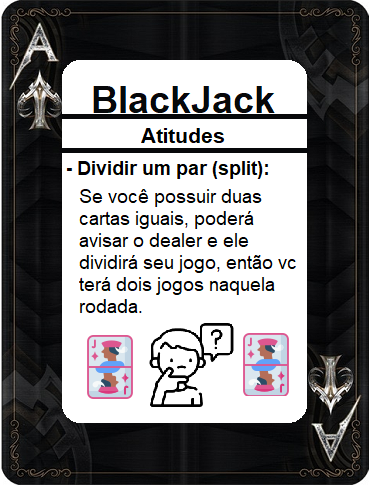 A
BlackJack
Atitudes
- Dividir um par (split):
Se você possuir duas
cartas iguais, poderá
avisar o dealer e ele
dividirá seu jogo, então vc
terá dois jogos naquela
rodada.
J
J
?
J
J
A